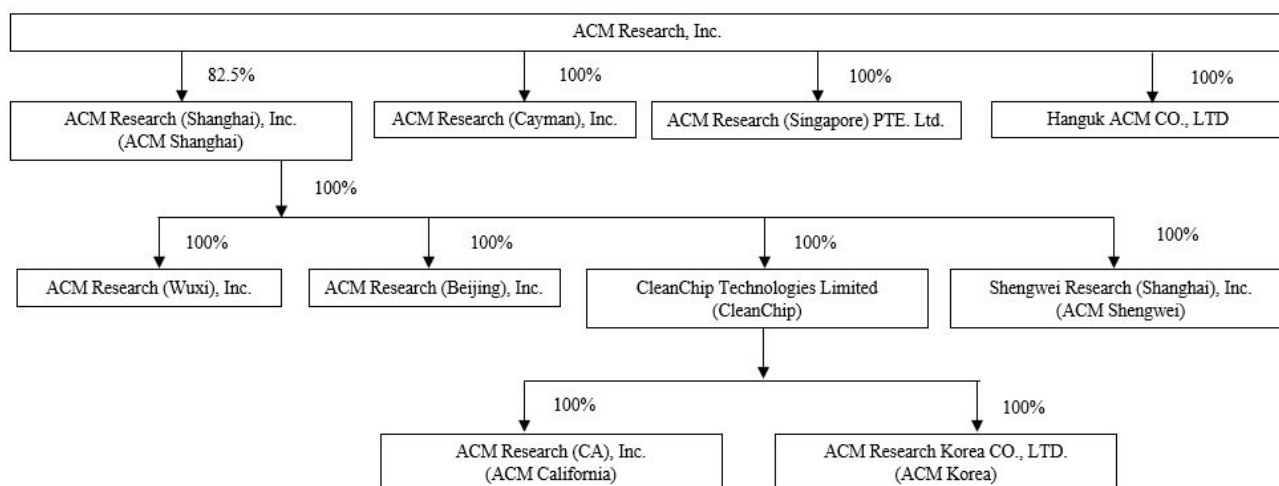 ACM Research, Inc.
82.5%
100%
100%
100%
ACM Research (Shanghai), Inc.
(ACM Shanghai)
ACM Research (Cayman), Inc.
ACM Research (Singapore) PTE. Ltd.
Hanguk ACM CO., LTD
100%
100%
100%
100%
100%
ACM Research (Wuxi), Inc.
ACM Research (Beijing), Inc.
CleanChip Technologies Limited
(CleanChip)
Shengwei Research (Shanghai), Inc.
(ACM Shengwei)
100%
100%
ACM Research (CA), Inc.
(ACM California)
ACM Research Korea CO., LTD.
(ACM Korea)